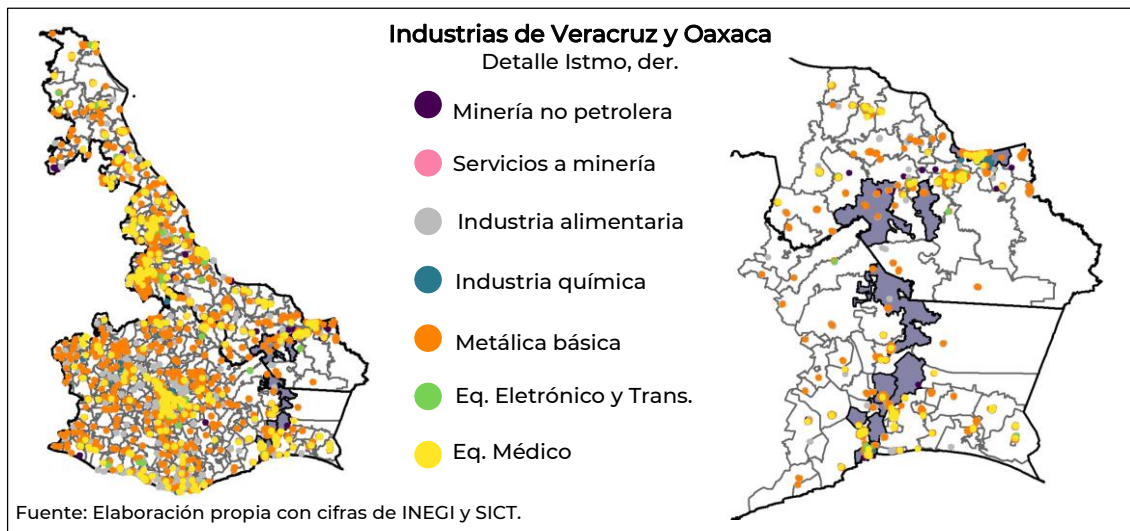 Industrias de Veracruz y Oaxaca
Detalle Istmo, der.
Minería no petrolera
Servicios a minería
Industria alimentaria
Industria química
Metálica básica
Eq. Eletrónico y Trans.
Eq. Médico
Fuente: Elaboración propia con cifras de INEGI y SICT.